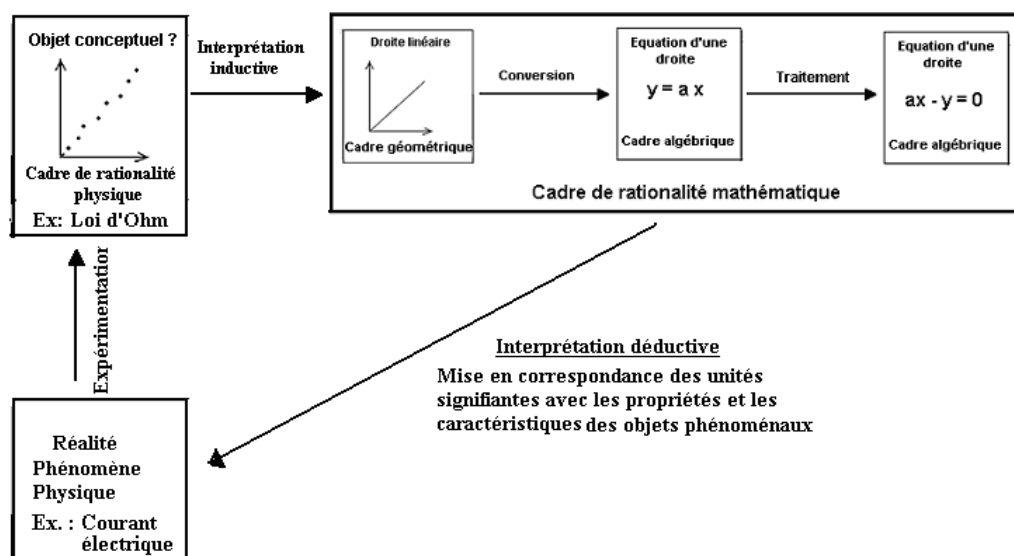 Objet conceptuel ?
Cadre de rationalité
physique
Ex: Loi d'Ohm
Interprétation
inductive
Droite linéaire
Cadre géométrique
Conversion
Equation d'une
droite
y = a x
Cadre algébrique
Traitement
Equation d'une
droite
ax - y = 0
Cadre algébrique
Cadre de rationalité mathématique
Expérimentation
Interprétation déductive
Mise en correspondance des unités
signifiantes avec les propriétés et les
caractéristiques des objets phénoménaux
Réalité
Phénomène
Physique
Ex. : Courant
électrique